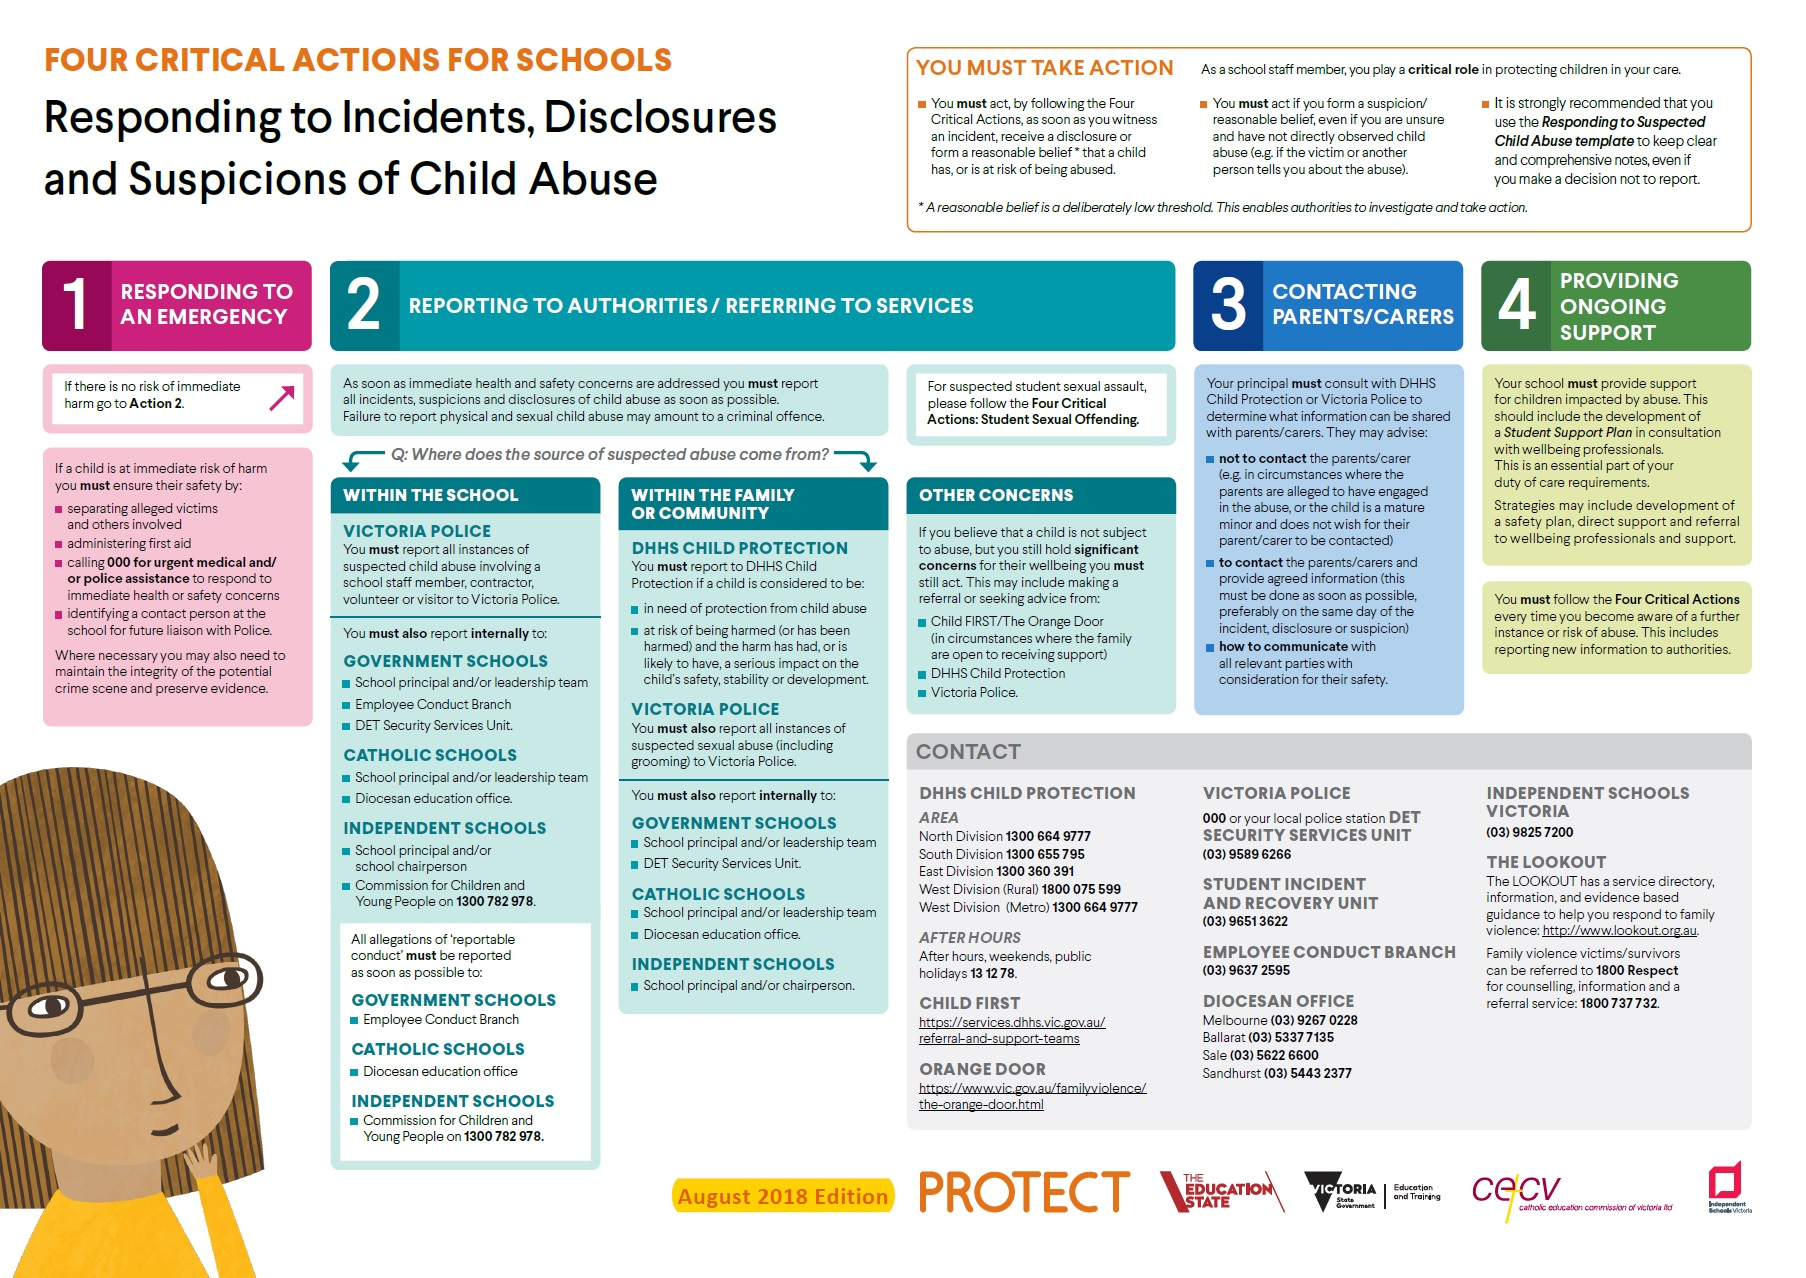 FOUR CRITICAL ACTIONS FOR SCHOOLS
Responding to Incidents, Disclosures
and Suspicions of Child Abuse
YOU MUST TAKE ACTION
As a school staff member, you play a critical role in protecting children in your care.
■ You must act, by following the Four
Critical Actions, as soon as you witness
an incident, receive a disclosure or
form a reasonable belief * that a child
has, or is at risk of being abused.
■ You must act if you form a suspicion/
reasonable belief, even if you are unsure
and have not directly observed child
abuse (e.g. if the victim or another
person tells you about the abuse).
■ It is strongly recommended that you
use the Responding to Suspected
Child Abuse template to keep clear
and comprehensive notes, even if
you make a decision not to report.
* A reasonable belief is a deliberately low threshold. This enables authorities to investigate and take action.
1
RESPONDING TO
AN EMERGENCY
If there is no risk of immediate
harm go to Action 2.
If a child is at immediate risk of harm
you must ensure their safety by:
■ separating alleged victims
and others involved
■ administering first aid
■ calling 000 for urgent medical and/
or police assistance to respond to
immediate health or safety concerns
■ identifying a contact person at the
school for future liaison with Police.
Where necessary you may also need to
maintain the integrity of the potential
crime scene and preserve evidence.
2
REPORTING TO AUTHORITIES / REFERRING TO SERVICES
As soon as immediate health and safety concerns are addressed you must report
all incidents, suspicions and disclosures of child abuse as soon as possible.
Failure to report physical and sexual child abuse may amount to a criminal offence.
Q: Where does the source of suspected abuse come from?
WITHIN THE SCHOOL
VICTORIA POLICE
You must report all instances of
suspected child abuse involving a
school staff member, contractor,
volunteer or visitor to Victoria Police.
You must also report internally to:
GOVERNMENT SCHOOLS
■ School principal and/or leadership team
■ Employee Conduct Branch
■ DET Security Services Unit.
CATHOLIC SCHOOLS
■ School principal and/or leadership team
■ Diocesan education office.
INDEPENDENT SCHOOLS
■ School principal and/or
school chairperson
■ Commission for Children and
Young People on 1300 782 978.
All allegations of ‘reportable
conduct’ must be reported
as soon as possible to:
GOVERNMENT SCHOOLS
■ Employee Conduct Branch
CATHOLIC SCHOOLS
■ Diocesan education office
INDEPENDENT SCHOOLS
■ Commission for Children and
Young People on 1300 782 978.
WITHIN THE FAMILY
OR COMMUNITY
DHHS CHILD PROTECTION
You must report to DHHS Child
Protection if a child is considered to be:
■ in need of protection from child abuse
■ at risk of being harmed (or has been
harmed) and the harm has had, or is
likely to have, a serious impact on the
child’s safety, stability or development.
VICTORIA POLICE
You must also report all instances of
suspected sexual abuse (including
grooming) to Victoria Police.
You must also report internally to:
GOVERNMENT SCHOOLS
■ School principal and/or leadership team
■ DET Security Services Unit.
CATHOLIC SCHOOLS
■ School principal and/or leadership team
■ Diocesan education office.
INDEPENDENT SCHOOLS
■ School principal and/or chairperson.
For suspected student sexual assault,
please follow the Four Critical
Actions: Student Sexual Offending.
OTHER CONCERNS
If you believe that a child is not subject
to abuse, but you still hold significant
concerns for their wellbeing you must
still act. This may include making a
referral or seeking advice from:
■ Child FIRST/The Orange Door
(in circumstances where the family
are open to receiving support)
■ DHHS Child Protection
■ Victoria Police.
3
CONTACTING
PARENTS/CARERS
Your principal must consult with DHHS
Child Protection or Victoria Police to
determine what information can be shared
with parents/carers. They may advise:
■ not to contact the parents/carer
(e.g. in circumstances where the
parents are alleged to have engaged
in the abuse, or the child is a mature
minor and does not wish for their
parent/carer to be contacted)
■ to contact the parents/carers and
provide agreed information (this
must be done as soon as possible,
preferably on the same day of the
incident, disclosure or suspicion)
■ how to communicate with
all relevant parties with
consideration for their safety.
4
PROVIDING
ONGOING
SUPPORT
Your school must provide support
for children impacted by abuse. This
should include the development of
a Student Support Plan in consultation
with wellbeing professionals.
This is an essential part of your
duty of care requirements.
Strategies may include development of
a safety plan, direct support and referral
to wellbeing professionals and support.
You must follow the Four Critical Actions
every time you become aware of a further
instance or risk of abuse. This includes
reporting new information to authorities.
CONTACT
DHHS CHILD PROTECTION
AREA
North Division 1300 664 9777
South Division 1300 655 795
East Division 1300 360 391
West Division (Rural) 1800 075 599
West Division (Metro) 1300 664 9777
AFTER HOURS
After hours, weekends, public
holidays 13 12 78.
CHILD FIRST
https://services.dhhs.vic.gov.au/
referral-and-support-teams
ORANGE DOOR
https://www.vic.gov.au/familyviolence/
the-orange-door.html
VICTORIA POLICE
000 or your local police station DET
SECURITY SERVICES UNIT
(03) 9589 6266
STUDENT INCIDENT
AND RECOVERY UNIT
(03) 9651 3622
EMPLOYEE CONDUCT BRANCH
(03) 9637 2595
DIOCESAN OFFICE
Melbourne (03) 9267 0228
Ballarat (03) 5337 7135
Sale (03) 5622 6600
Sandhurst (03) 5443 2377
INDEPENDENT SCHOOLS
VICTORIA
(03) 9825 7200
THE LOOKOUT
The LOOKOUT has a service directory,
information, and evidence based
guidance to help you respond to family
violence: http://www.lookout.org.au.
Family violence victims/survivors
can be referred to 1800 Respect
for counselling, information and a
referral service: 1800 737 732.
August 2018 Edition
PROTECT
THE
EDUCATION
STATE
VICTORIA
State
Government
Education
and Training
cecv
catholic education commission of victoria ltd
Independent
Schools Victoria